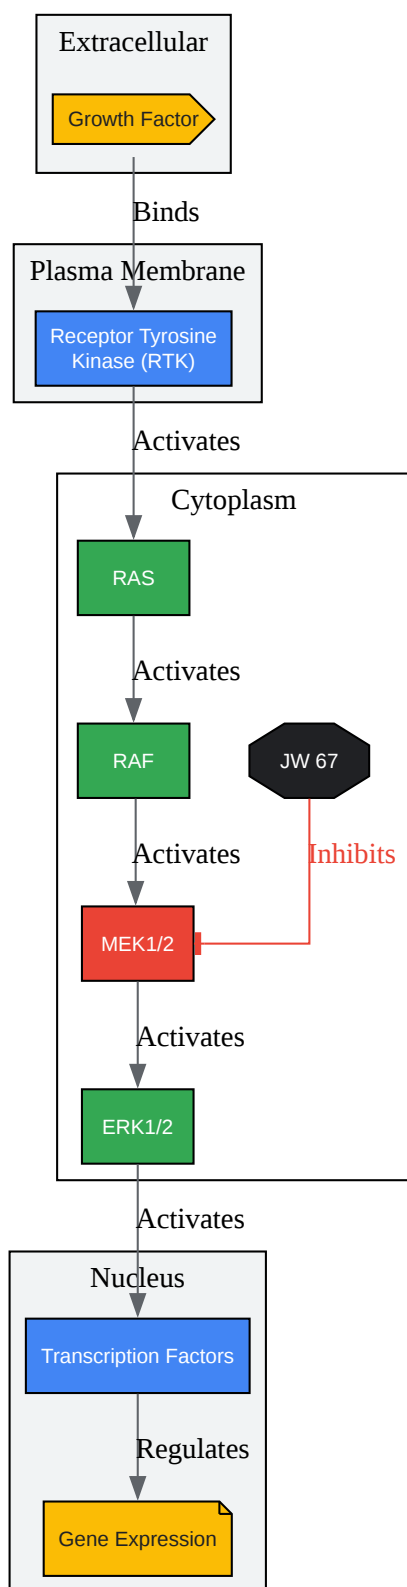 Extracellular
Growth Factor
Binds
Plasma Membrane
Receptor Tyrosine
Kinase (RTK)
Activates
Cytoplasm
RAS
Activates
RAF
JW 67
Activates
Inhibits
MEK1/2
Activates
ERK1/2
Activates
Nucleus
Transcription Factors
Regulates
Gene Expression